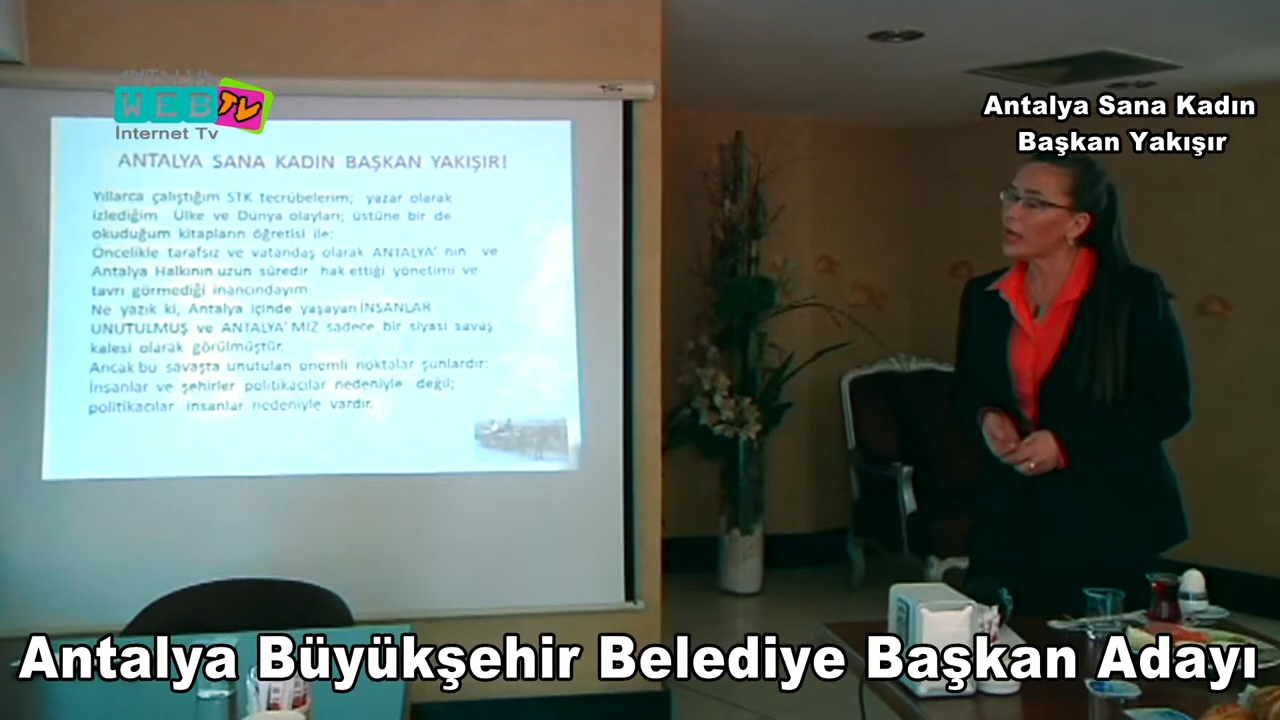 ANTALYA
WEB TV
Internet Tv
Antalya Sana Kadın
Başkan Yakışır
ANTALYA SANA KADIN BAŞKAN YAKIŞIR!
Yıllarca çalıştığım STK tecrübelerim; yazar olarak
izlediğim Ülke ve Dünya olayları; üstüne bir de
okuduğum kitapların öğretisi ile:
Öncelikle tarafsız ve vatandaş olarak ANTALYA' nın ve
Antalya Halkının uzun süredir hak ettiği yönetimi ve
tavrı görmediği inancındayım.
Ne yazık ki, Antalya içinde yaşayan İNSANLAR
UNUTULMUŞ ve ANTALYA' MIZ sadece bir siyasi savaş
kalesi olarak görülmüştür.
Ancak bu savaşta unutulan önemli noktalar şunlardır:
İnsanlar ve şehirler politikacılar nedeniyle değil;
politikacılar insanlar nedeniyle vardır.
Antalya Büyükşehir Belediye Başkan Adayı